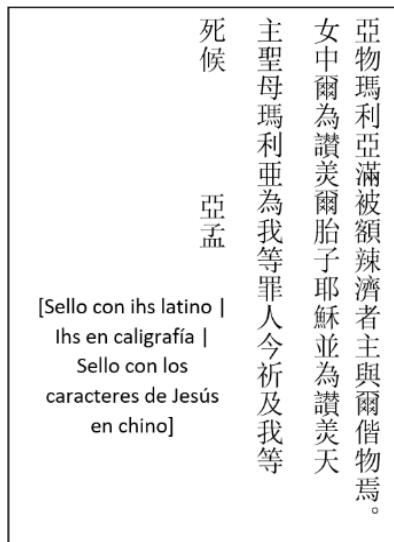 亞物瑪利亞滿被額辣濟者主與爾偕物焉。
女中爾為讚羙爾胎子耶穌並為讚羙天
主聖母瑪利亜為我等罪人今祈及我等
死候 亞孟
[Sello con ihs latino |
Ihs en caligrafía |
Sello con los
caracteres de Jesús
en chino]